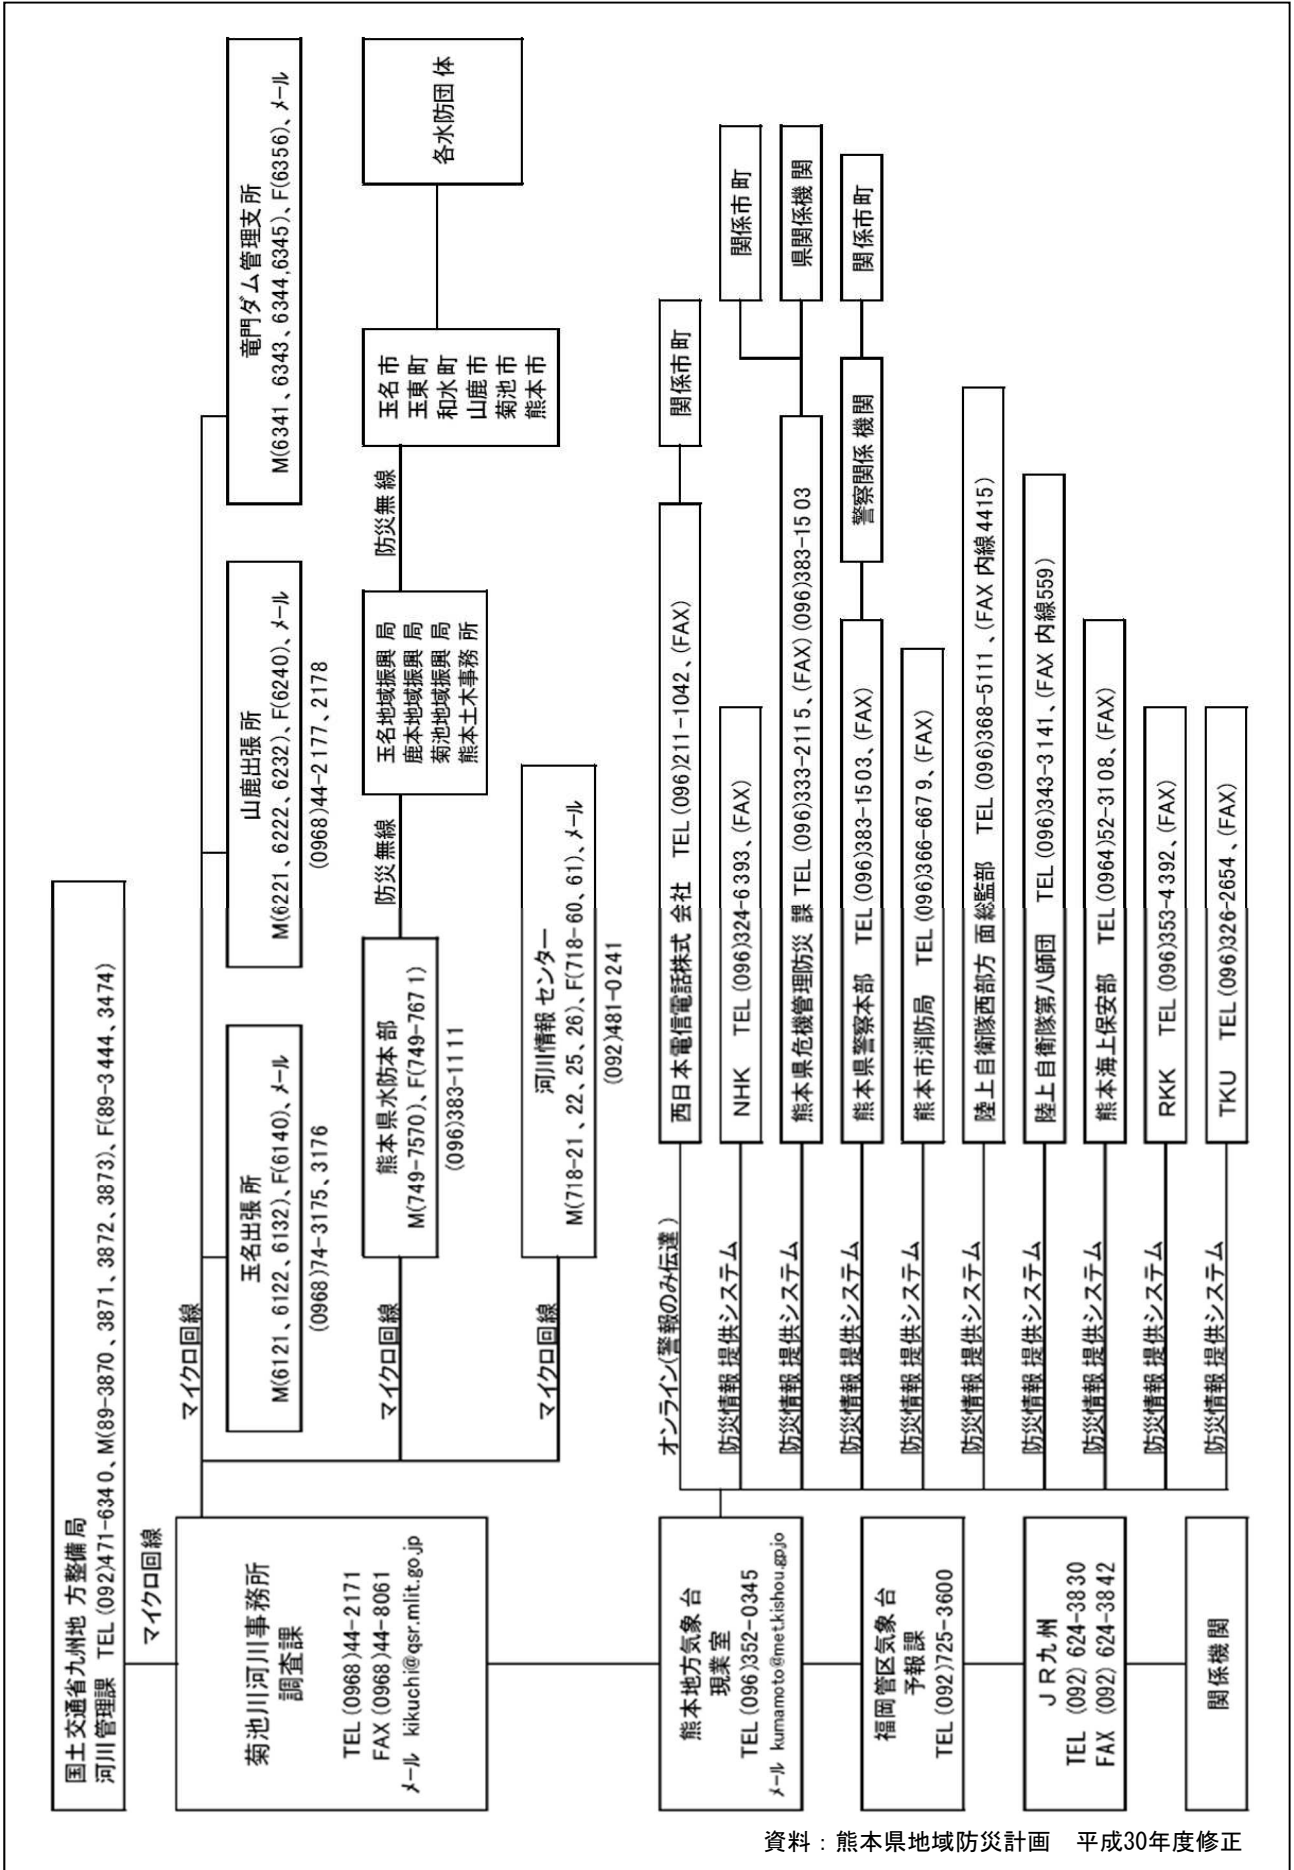 国土交通省九州地方整備局
河川管理課 TEL (092)471-6340、M(89-3870、3871、3872、3873)、F(89-3444、3474)
マイクロ回線
菊池川河川事務所
調査課
TEL (0968)44-2171
FAX (0968)44-8061
メール kikuchi@qsr.mlit.go.jp
マイクロ回線
玉名出張所
M(6121、6122、6132)、F(6140)、メール
(0968)74-3175、3176
山鹿出張所
M(6221、6222、6232)、F(6240)、メール
(0968)44-2177、2178
竜門ダム管理支所
M(6341、6343、6344,6345)、F(6356)、メール
マイクロ回線
熊本県水防本部
M(749-7570)、F(749-7671)
(096)383-1111
防災無線
玉名地域振興局
鹿本地域振興局
菊池地域振興局
熊本土木事務所
防災無線
玉名市
玉東町
和水町
山鹿市
菊池市
熊本市
各水防団体
マイクロ回線
河川情報センター
M(718-21、22、25、26)、F(718-60、61)、メール
(092)481-0241
熊本地方気象台
現業室
TEL (096)352-0345
メール kumamoto@met.kishou.gpjo
オンライン(警報のみ伝達)
西日本電信電話株式会社 TEL (096)211-1042、(FAX)
関係市町
防災情報提供システム
NHK TEL (096)324-6393、(FAX)
防災情報提供システム
熊本県危機管理防災課 TEL (096)333-2115、(FAX) (096)383-1503
関係市町
県関係機関
防災情報提供システム
熊本県警察本部 TEL (096)383-1503、(FAX)
警察関係機関
関係市町
防災情報提供システム
熊本市消防局 TEL (096)366-6679、(FAX)
防災情報提供システム
陸上自衛隊西部方面総監部 TEL (096)368-5111、(FAX 内線4415)
防災情報提供システム
陸上自衛隊第八師団 TEL (096)343-3141、(FAX 内線559)
防災情報提供システム
熊本海上保安部 TEL (0964)52-3108、(FAX)
防災情報提供システム
RKK TEL (096)353-4392、(FAX)
防災情報提供システム
TKU TEL (096)326-2654、(FAX)
福岡管区気象台
予報課
TEL (092)725-3600
JR九州
TEL (092) 624-3830
FAX (092) 624-3842
関係機関
資料：熊本県地域防災計画 平成30年度修正